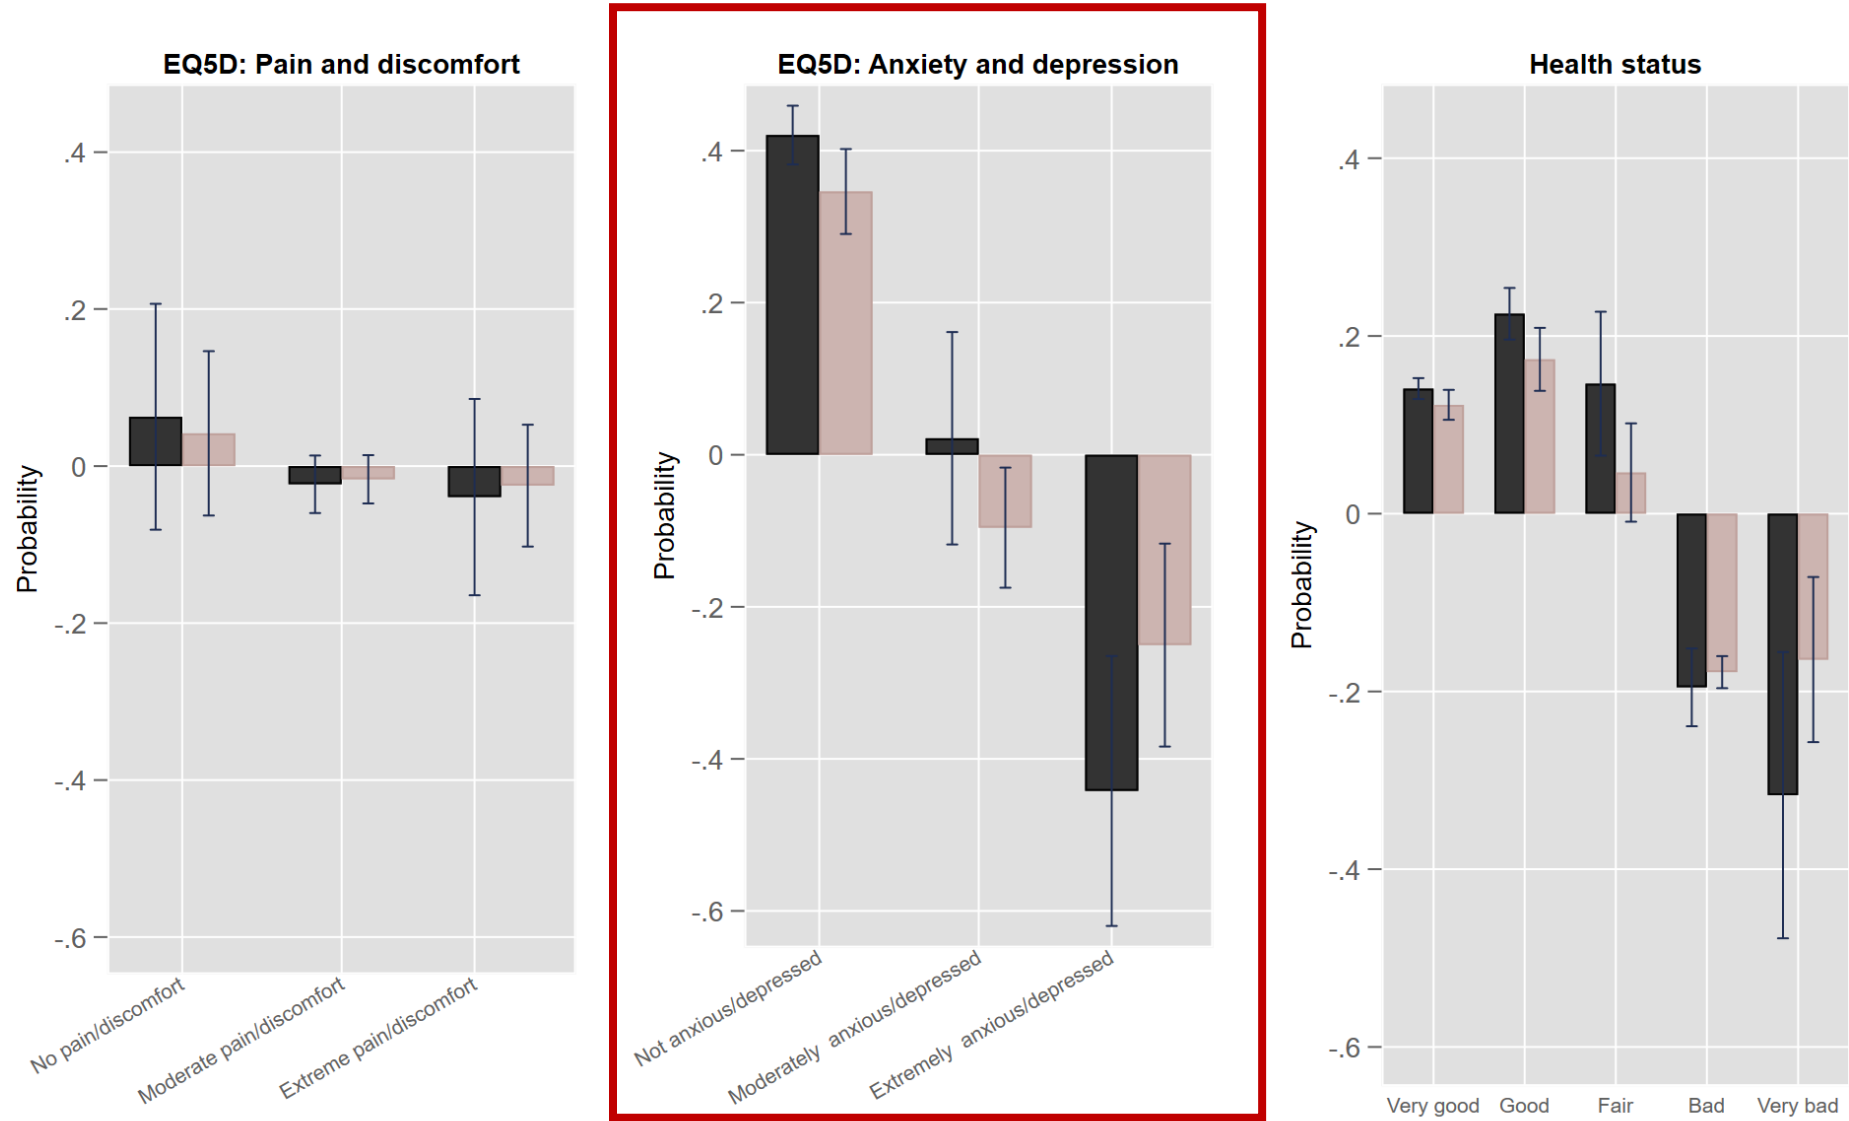 EQ5D: Pain and discomfort
Probability
.4
.2
0
-.2
-.4
-.6
No pain/discomfort
Moderate pain/discomfort
Extreme pain/discomfort
EQ5D: Anxiety and depression
Probability
.4
.2
0
-.2
-.4
-.6
Not anxious/depressed
Moderately anxious/depressed
Extremely anxious/depressed
Health status
Probability
.4
.2
0
-.2
-.4
-.6
Very good Good Fair Bad Very bad